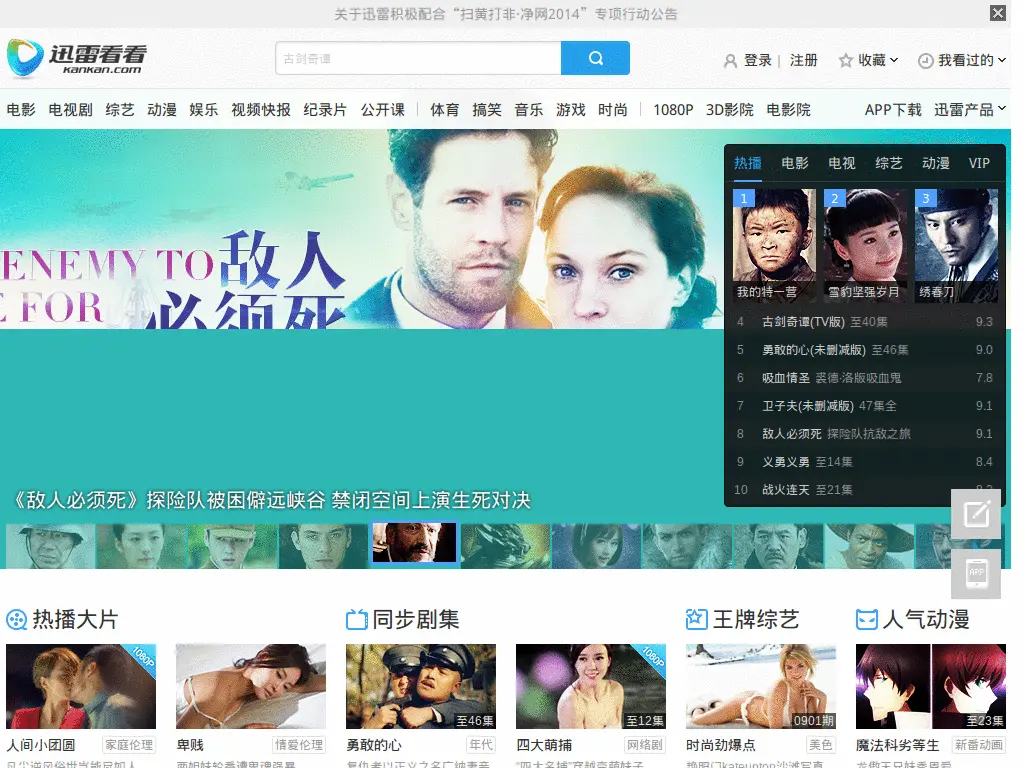 关于迅雷积极配合“扫黄打非·净网2014”专项行动公告
迅雷看看
kankan.com
古剑奇谭
登录 | 注册 收藏 我看过的
电影 电视剧 综艺 动漫 娱乐 视频快报 纪录片 公开课 | 体育 搞笑 音乐 游戏 时尚 | 1080P 3D影院 电影院 APP下载 迅雷产品
ENEMY TO
E FOR
敌人
必须死
热播 电影 电视 综艺 动漫 VIP
1 2 3
我的特一营 雪豹坚强岁月 绣春刀
4 古剑奇谭(TV版) 至40集 9.3
5 勇敢的心(未删减版) 至46集 9.0
6 吸血情圣 裘德·洛版吸血鬼 7.8
7 卫子夫(未删减版) 47集全 9.1
8 敌人必须死 探险队抗敌之旅 9.1
9 义勇义勇 至14集 8.4
10 战火连天 至21集
《敌人必须死》探险队被困僻远峡谷 禁闭空间上演生死对决
APP
热播大片 同步剧集 王牌综艺 人气动漫
1080P 至46集 1080P 至12集 0901期 至23集
人间小团圆 家庭伦理 卑贱 情爱伦理 勇敢的心 年代 四大萌捕 网络剧 时尚劲爆点 美色 魔法科劣等生 新番动画